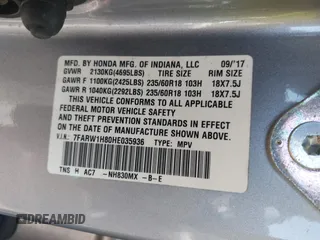 MFD. BY HONDA MFG. OF INDIANA, LLC 09/'17
GVWR 2130KG(4695LBS) TIRE SIZE RIM SIZE
GAWR F 1100KG(2425LBS) 235/60R18 103H 18X7.5J
GAWR R 1040KG(2292LBS) 235/60R18 103H 18X7.5J
THIS VEHICLE CONFORMS TO ALL APPLICABLE
FEDERAL MOTOR VEHICLE SAFETY, BUMPER,
AND THEFT PREVENTION STANDARDS IN EFFECT ON
THE DATE OF MANUFACTURE SHOWN ABOVE.
V.I.N.: 7FARW1H80HE035936 TYPE: MPV
TNS H AC7 -NH830MX -B-E
DREAMBID